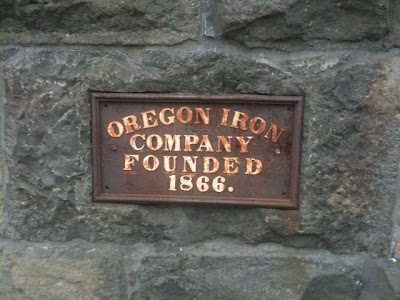 OREGON IRON
COMPANY
FOUNDED
1866.